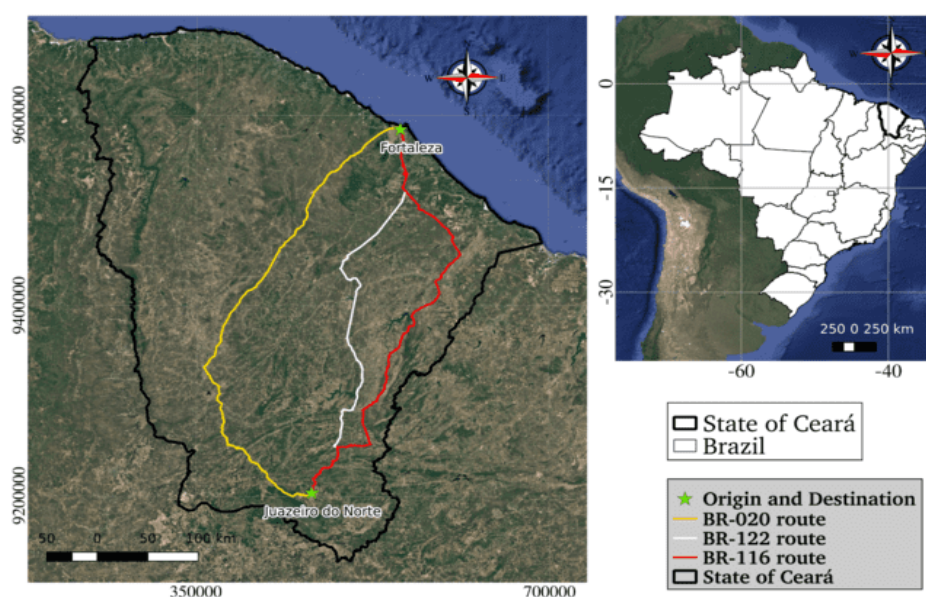 W
E
Fortaleza
Juazeiro do Norte
50 0 50 100 km
9600000
9400000
9200000
350000
700000
0
-15
-30
250 0 250 km
-60
-40
State of Ceará
Brazil
Origin and Destination
BR-020 route
BR-122 route
BR-116 route
State of Ceará